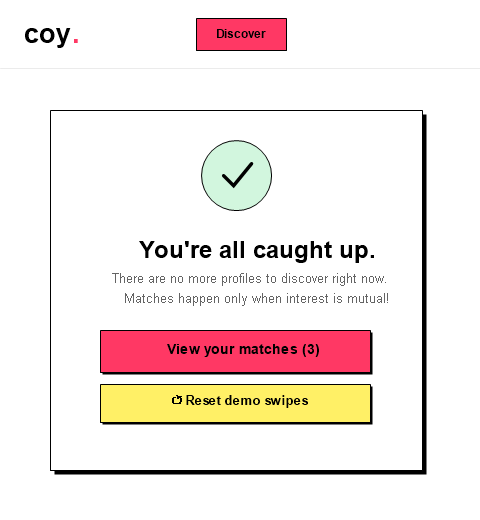 coy.
Discover
You're all caught up.
There are no more profiles to discover right now.
Matches happen only when interest is mutual!
View your matches (3)
Reset demo swipes